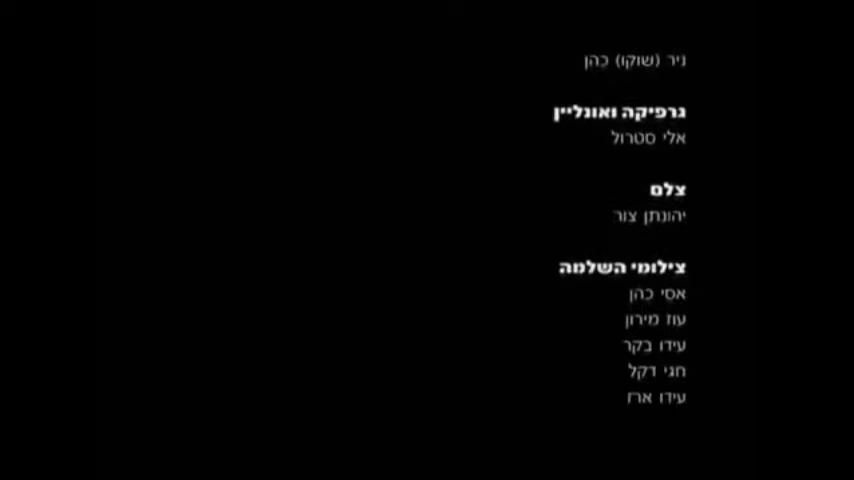 ניר (שוקו) כהן
גרפיקה ואונליין
אלי סטרול
צלם
יהונתן צור
צילומי השלמה
אסי כהן
עוז מירון
עידו בקר
חגי דקל
עידו ארז